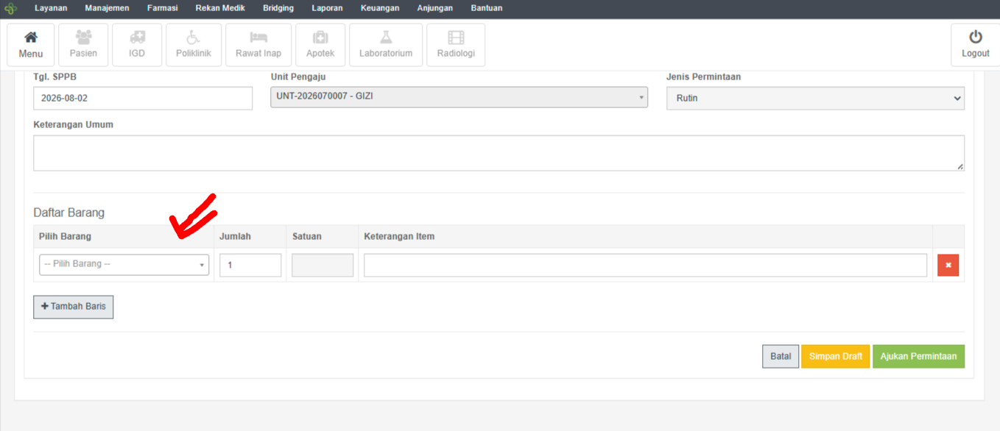 Layanan Manajemen Farmasi Rekan Medik Bridging Laporan Keuangan Anjungan Bantuan
Menu Pasien IGD Poliklinik Rawat Inap Apotek Laboratorium Radiologi Logout
Tgl. SPPB Unit Pengaju Jenis Permintaan
2026-08-02 UNT-2026070007 - GIZI Rutin
Keterangan Umum
Daftar Barang
Pilih Barang Jumlah Satuan Keterangan Item
-- Pilih Barang -- 1
Tambah Baris
Batal Simpan Draft Ajukan Permintaan